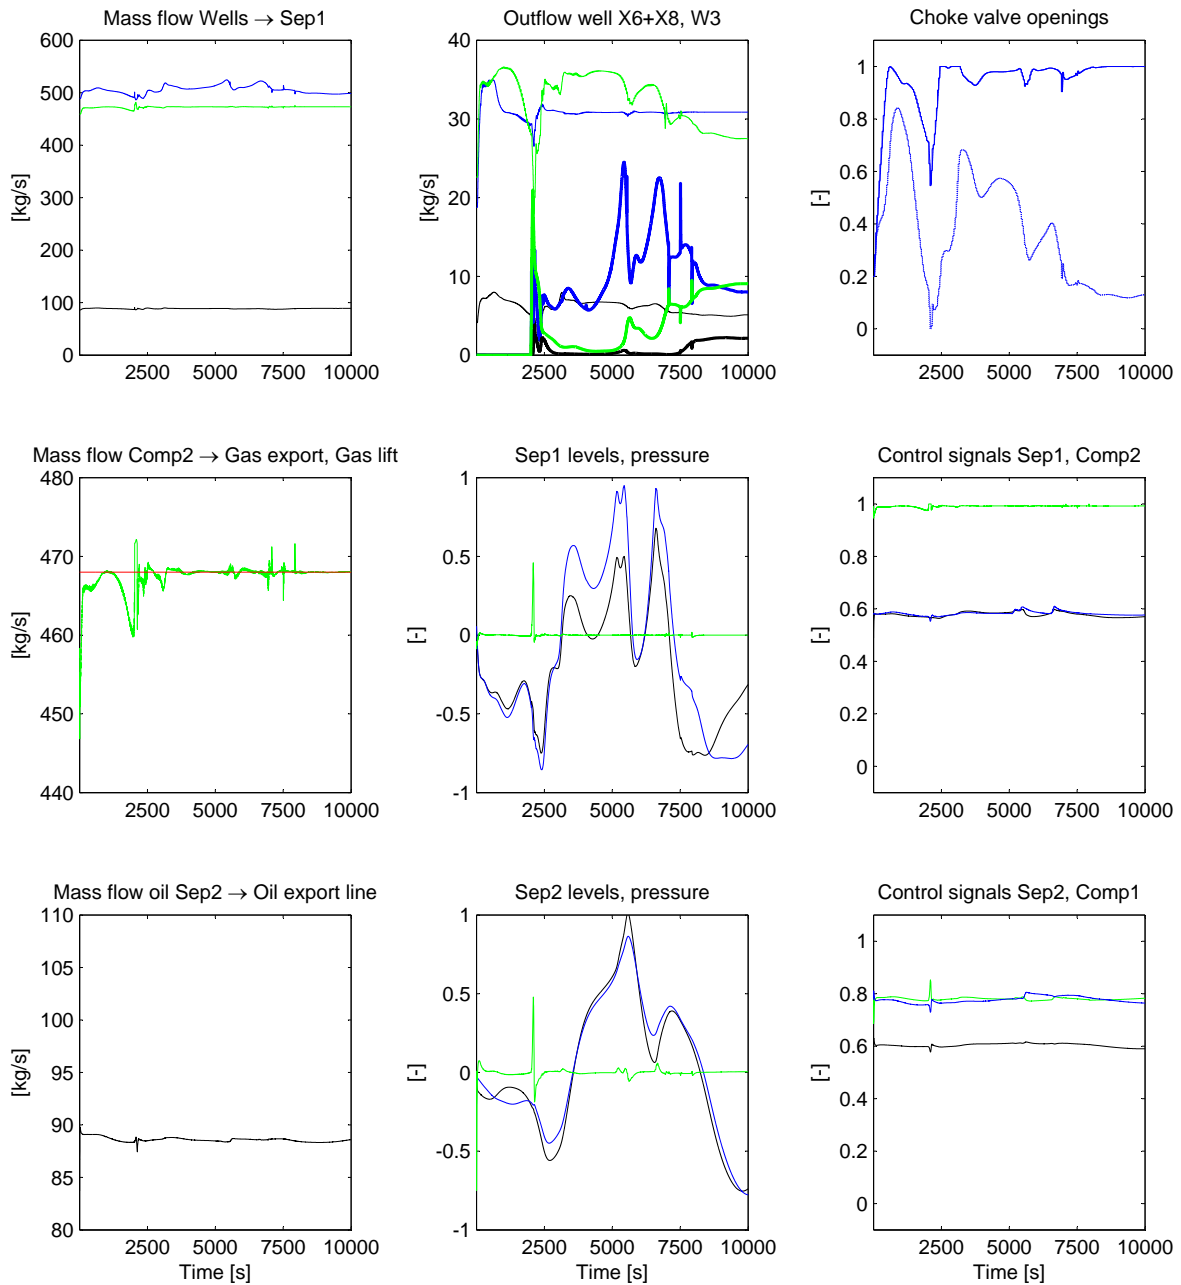 Mass flow Wells → Sep1
Outflow well X6+X8, W3
Choke valve openings
[kg/s]
600
500
400
300
200
100
0
2500 5000 7500 10000
[kg/s]
40
30
20
10
0
2500 5000 7500 10000
[-]
1
0.8
0.6
0.4
0.2
0
2500 5000 7500 10000
Mass flow Comp2 → Gas export, Gas lift
Sep1 levels, pressure
Control signals Sep1, Comp2
[kg/s]
480
470
460
450
440
2500 5000 7500 10000
[-]
1
0.5
0
-0.5
-1
2500 5000 7500 10000
[-]
1
0.8
0.6
0.4
0.2
0
2500 5000 7500 10000
Mass flow oil Sep2 → Oil export line
Sep2 levels, pressure
Control signals Sep2, Comp1
[kg/s]
110
105
100
95
90
85
80
2500 5000 7500 10000
Time [s]
[-]
1
0.5
0
-0.5
-1
2500 5000 7500 10000
Time [s]
[-]
1
0.8
0.6
0.4
0.2
0
2500 5000 7500 10000
Time [s]